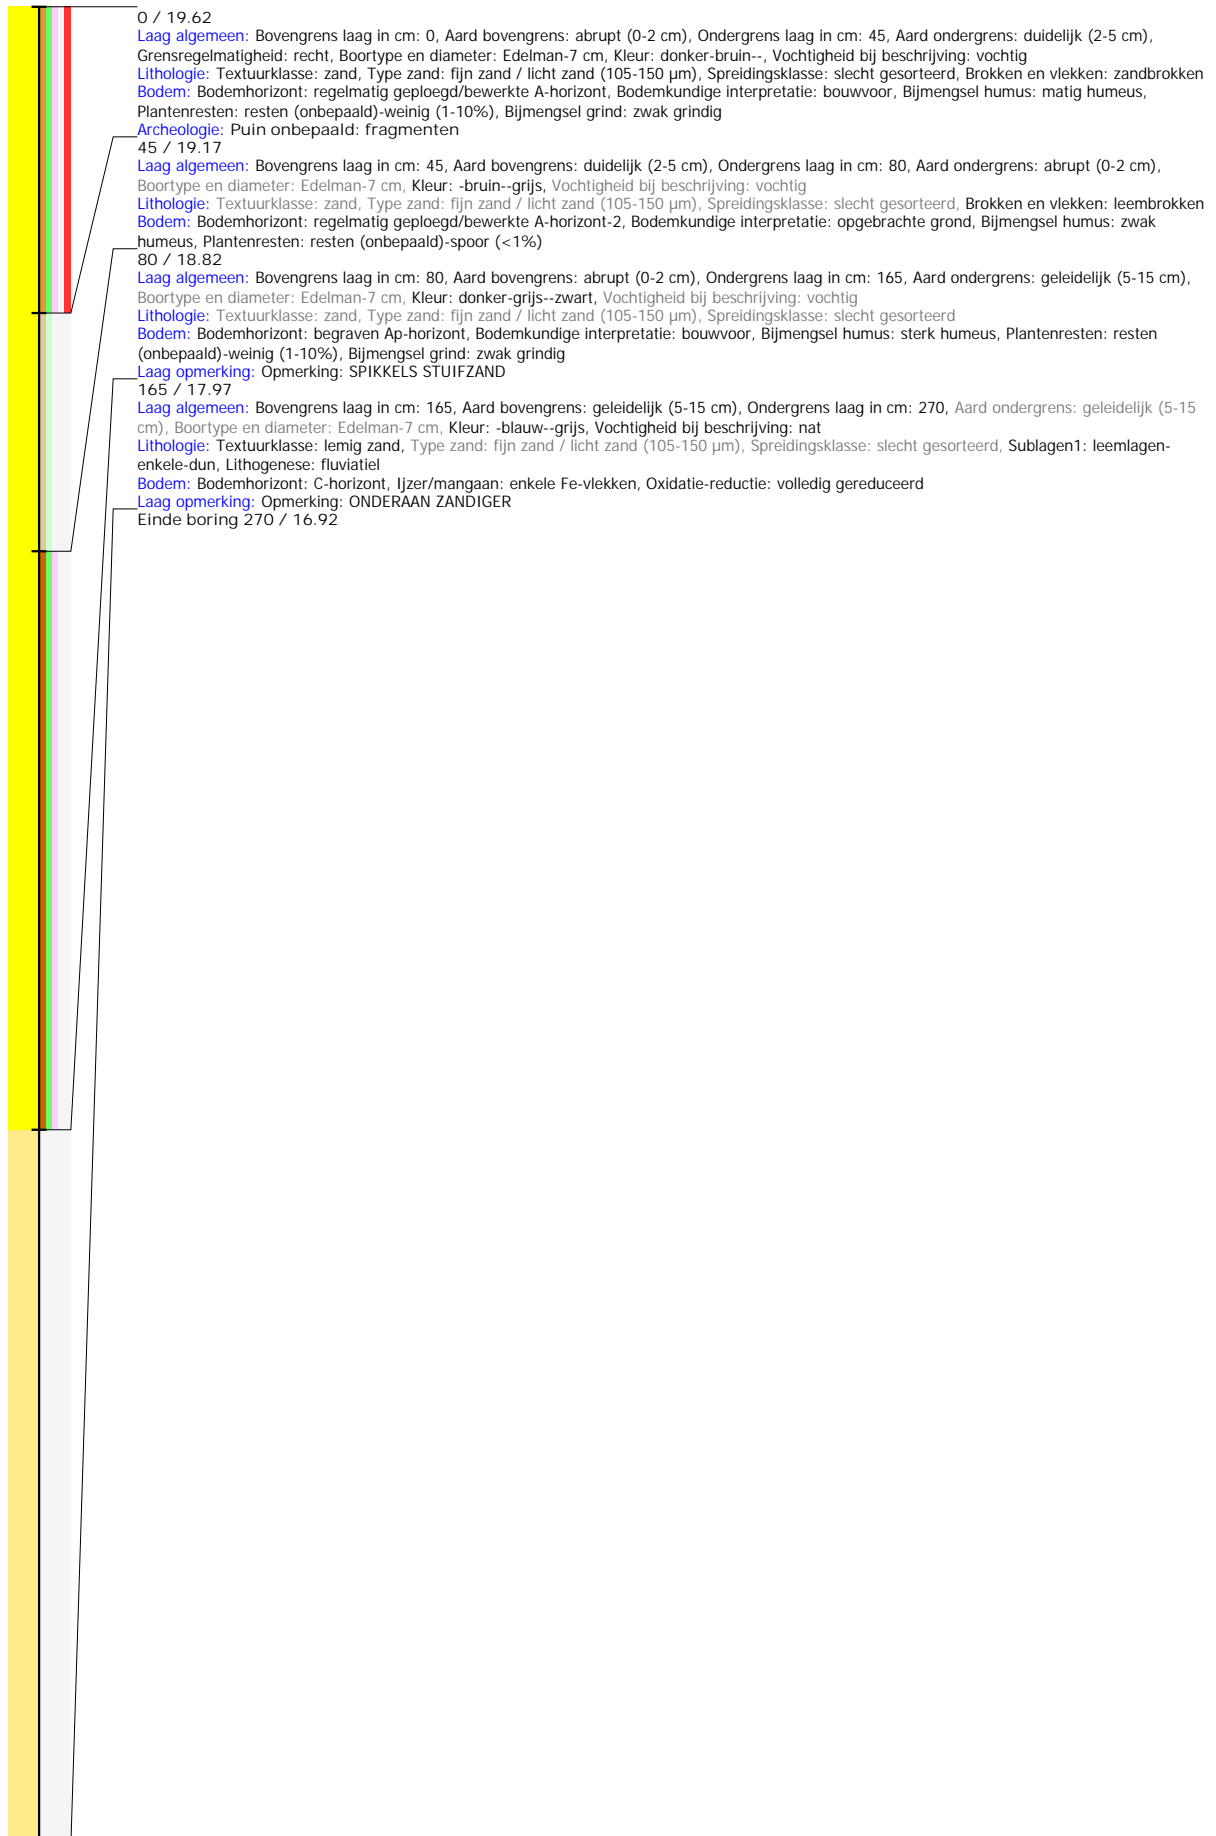 0 / 19.62
Laag algemeen: Bovengrens laag in cm: 0, Aard bovengrens: abrupt (0-2 cm), Ondergrens laag in cm: 45, Aard ondergrens: duidelijk (2-5 cm),
Grensregelmatigheid: recht, Boortype en diameter: Edelman-7 cm, Kleur: donker-bruin--, Vochtigheid bij beschrijving: vochtig
Lithologie: Textuurklasse: zand, Type zand: fijn zand / licht zand (105-150 µm), Spreidingsklasse: slecht gesorteerd, Brokken en vlekken: zandbrokken
Bodem: Bodemhorizont: regelmatig geploegd/bewerkte A-horizont, Bodemkundige interpretatie: bouwvoor, Bijmengsel humus: matig humeus,
Plantenresten: resten (onbepaald)-weinig (1-10%), Bijmengsel grind: zwak grindig
Archeologie: Puin onbepaald: fragmenten
45 / 19.17
Laag algemeen: Bovengrens laag in cm: 45, Aard bovengrens: duidelijk (2-5 cm), Ondergrens laag in cm: 80, Aard ondergrens: abrupt (0-2 cm),
Boortype en diameter: Edelman-7 cm, Kleur: -bruin--grijs, Vochtigheid bij beschrijving: vochtig
Lithologie: Textuurklasse: zand, Type zand: fijn zand / licht zand (105-150 µm), Spreidingsklasse: slecht gesorteerd, Brokken en vlekken: leembrokken
Bodem: Bodemhorizont: regelmatig geploegd/bewerkte A-horizont-2, Bodemkundige interpretatie: opgebrachte grond, Bijmengsel humus: zwak
humeus, Plantenresten: resten (onbepaald)-spoor (<1%)
80 / 18.82
Laag algemeen: Bovengrens laag in cm: 80, Aard bovengrens: abrupt (0-2 cm), Ondergrens laag in cm: 165, Aard ondergrens: geleidelijk (5-15 cm),
Boortype en diameter: Edelman-7 cm, Kleur: donker-grijs--zwart, Vochtigheid bij beschrijving: vochtig
Lithologie: Textuurklasse: zand, Type zand: fijn zand / licht zand (105-150 µm), Spreidingsklasse: slecht gesorteerd
Bodem: Bodemhorizont: begraven Ap-horizont, Bodemkundige interpretatie: bouwvoor, Bijmengsel humus: sterk humeus, Plantenresten: resten
(onbepaald)-weinig (1-10%), Bijmengsel grind: zwak grindig
Laag opmerking: Opmerking: SPIKKELS STUIFZAND
165 / 17.97
Laag algemeen: Bovengrens laag in cm: 165, Aard bovengrens: geleidelijk (5-15 cm), Ondergrens laag in cm: 270, Aard ondergrens: geleidelijk (5-15
cm), Boortype en diameter: Edelman-7 cm, Kleur: -blauw--grijs, Vochtigheid bij beschrijving: nat
Lithologie: Textuurklasse: lemig zand, Type zand: fijn zand / licht zand (105-150 µm), Spreidingsklasse: slecht gesorteerd, Sublagen1: leemlagen-
enkele-dun, Lithogenese: fluviatiel
Bodem: Bodemhorizont: C-horizont, Ijzer/mangaan: enkele Fe-vlekken, Oxidatie-reductie: volledig gereduceerd
Laag opmerking: Opmerking: ONDERAAN ZANDIGER
Einde boring 270 / 16.92